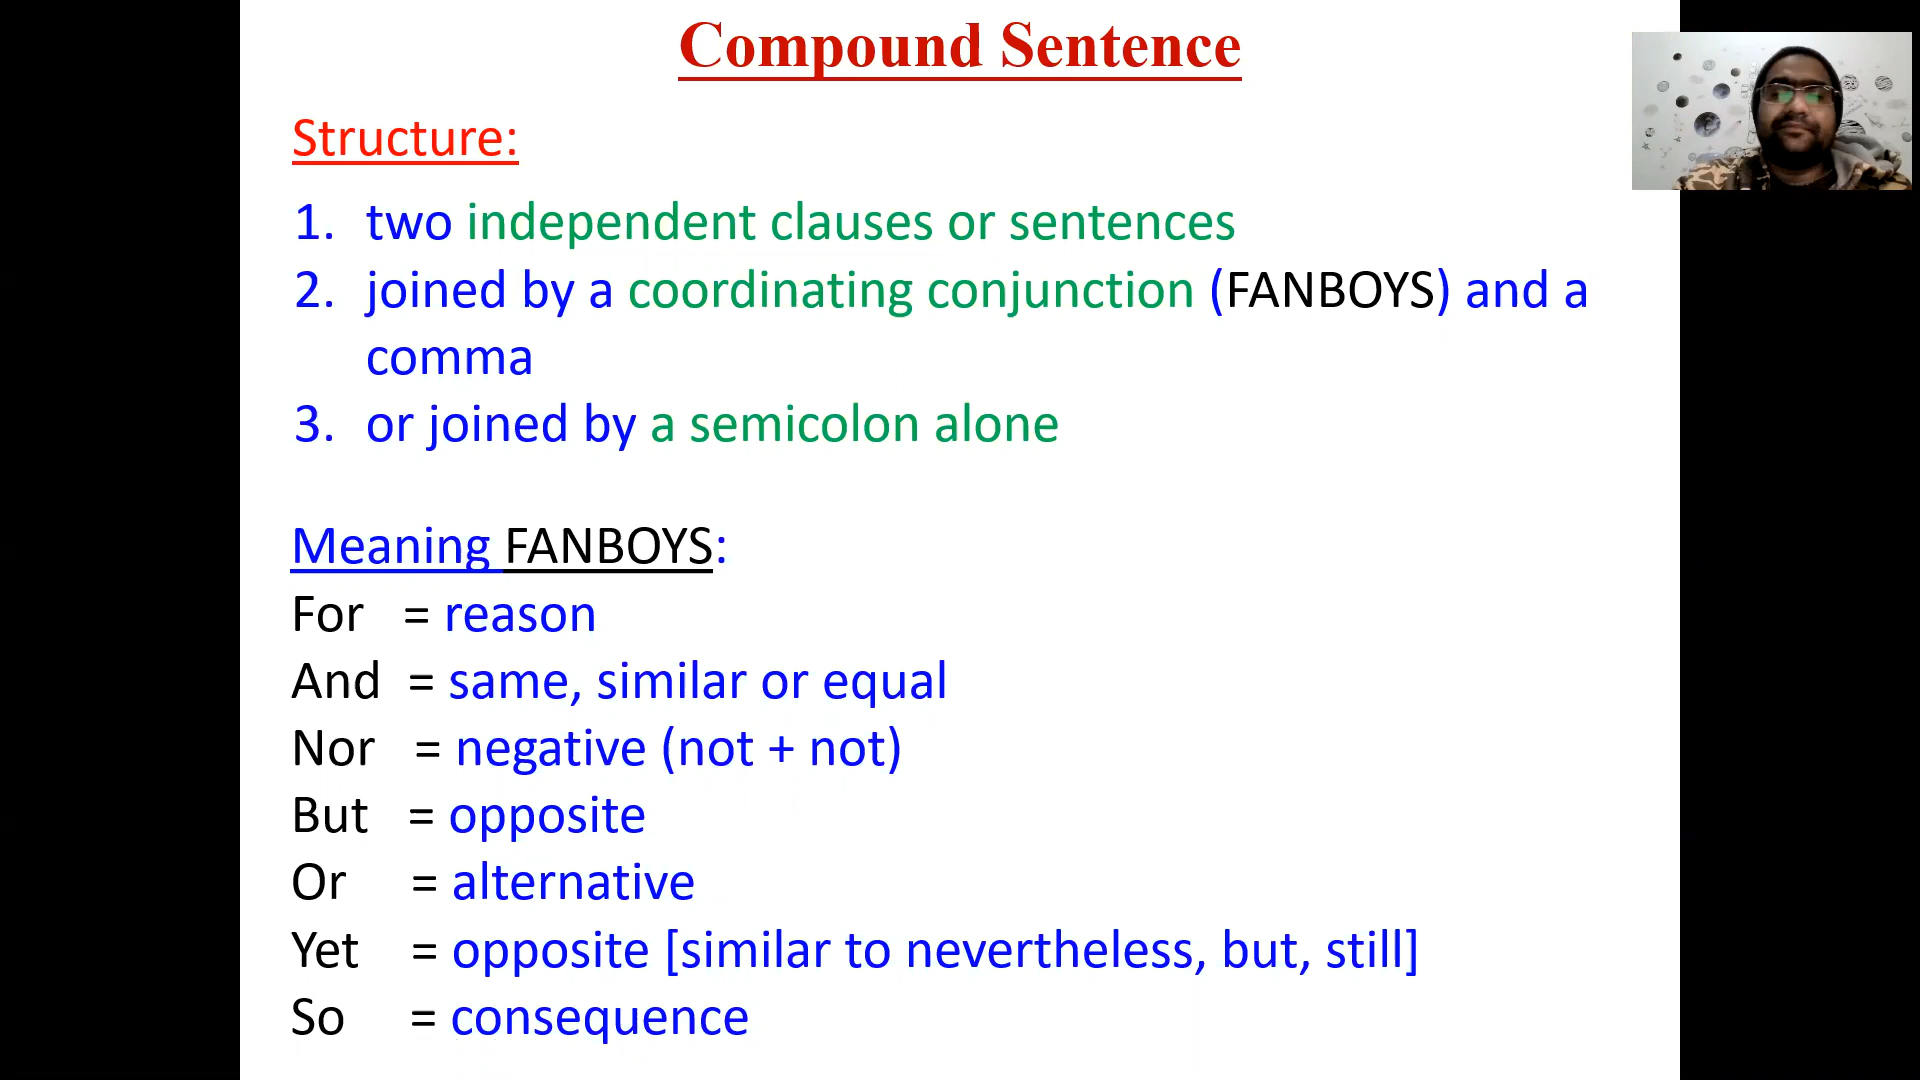 Compound Sentence
Structure:
1. two independent clauses or sentences
2. joined by a coordinating conjunction (FANBOYS) and a
comma
3. or joined by a semicolon alone
Meaning FANBOYS:
For = reason
And = same, similar or equal
Nor = negative (not + not)
But = opposite
Or = alternative
Yet = opposite [similar to nevertheless, but, still]
So = consequence